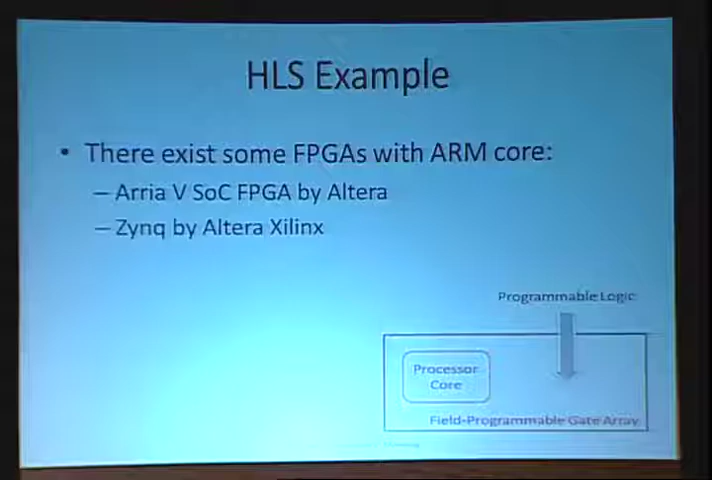 HLS Example
• There exist some FPGAs with ARM core:
– Arria V SoC FPGA by Altera
– Zynq by Altera Xilinx
Programmable Logic
Processor
Core
Field-Programmable Gate Array